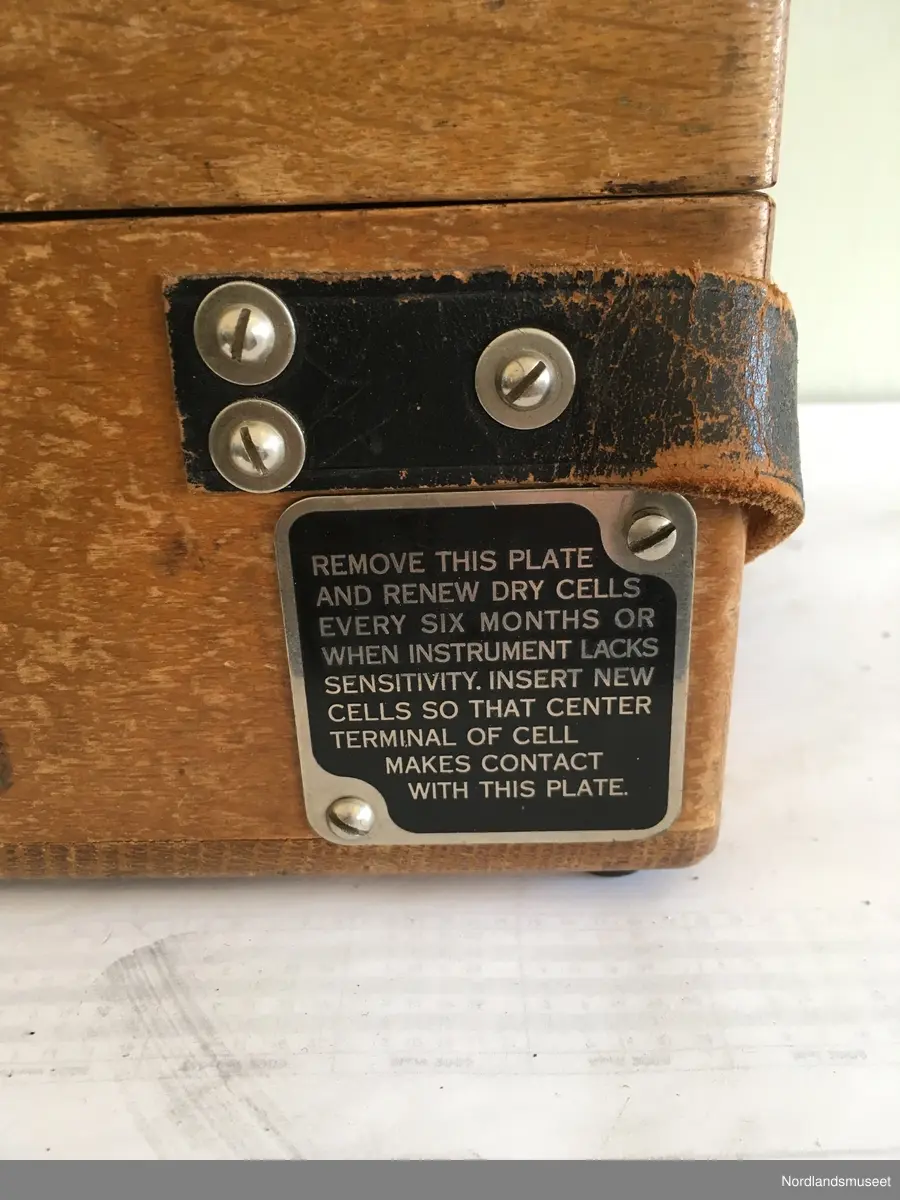 REMOVE THIS PLATE
AND RENEW DRY CELLS
EVERY SIX MONTHS OR
WHEN INSTRUMENT LACKS
SENSITIVITY. INSERT NEW
CELLS SO THAT CENTER
TERMINAL OF CELL
MAKES CONTACT
WITH THIS PLATE.
Nordlandsmuseet